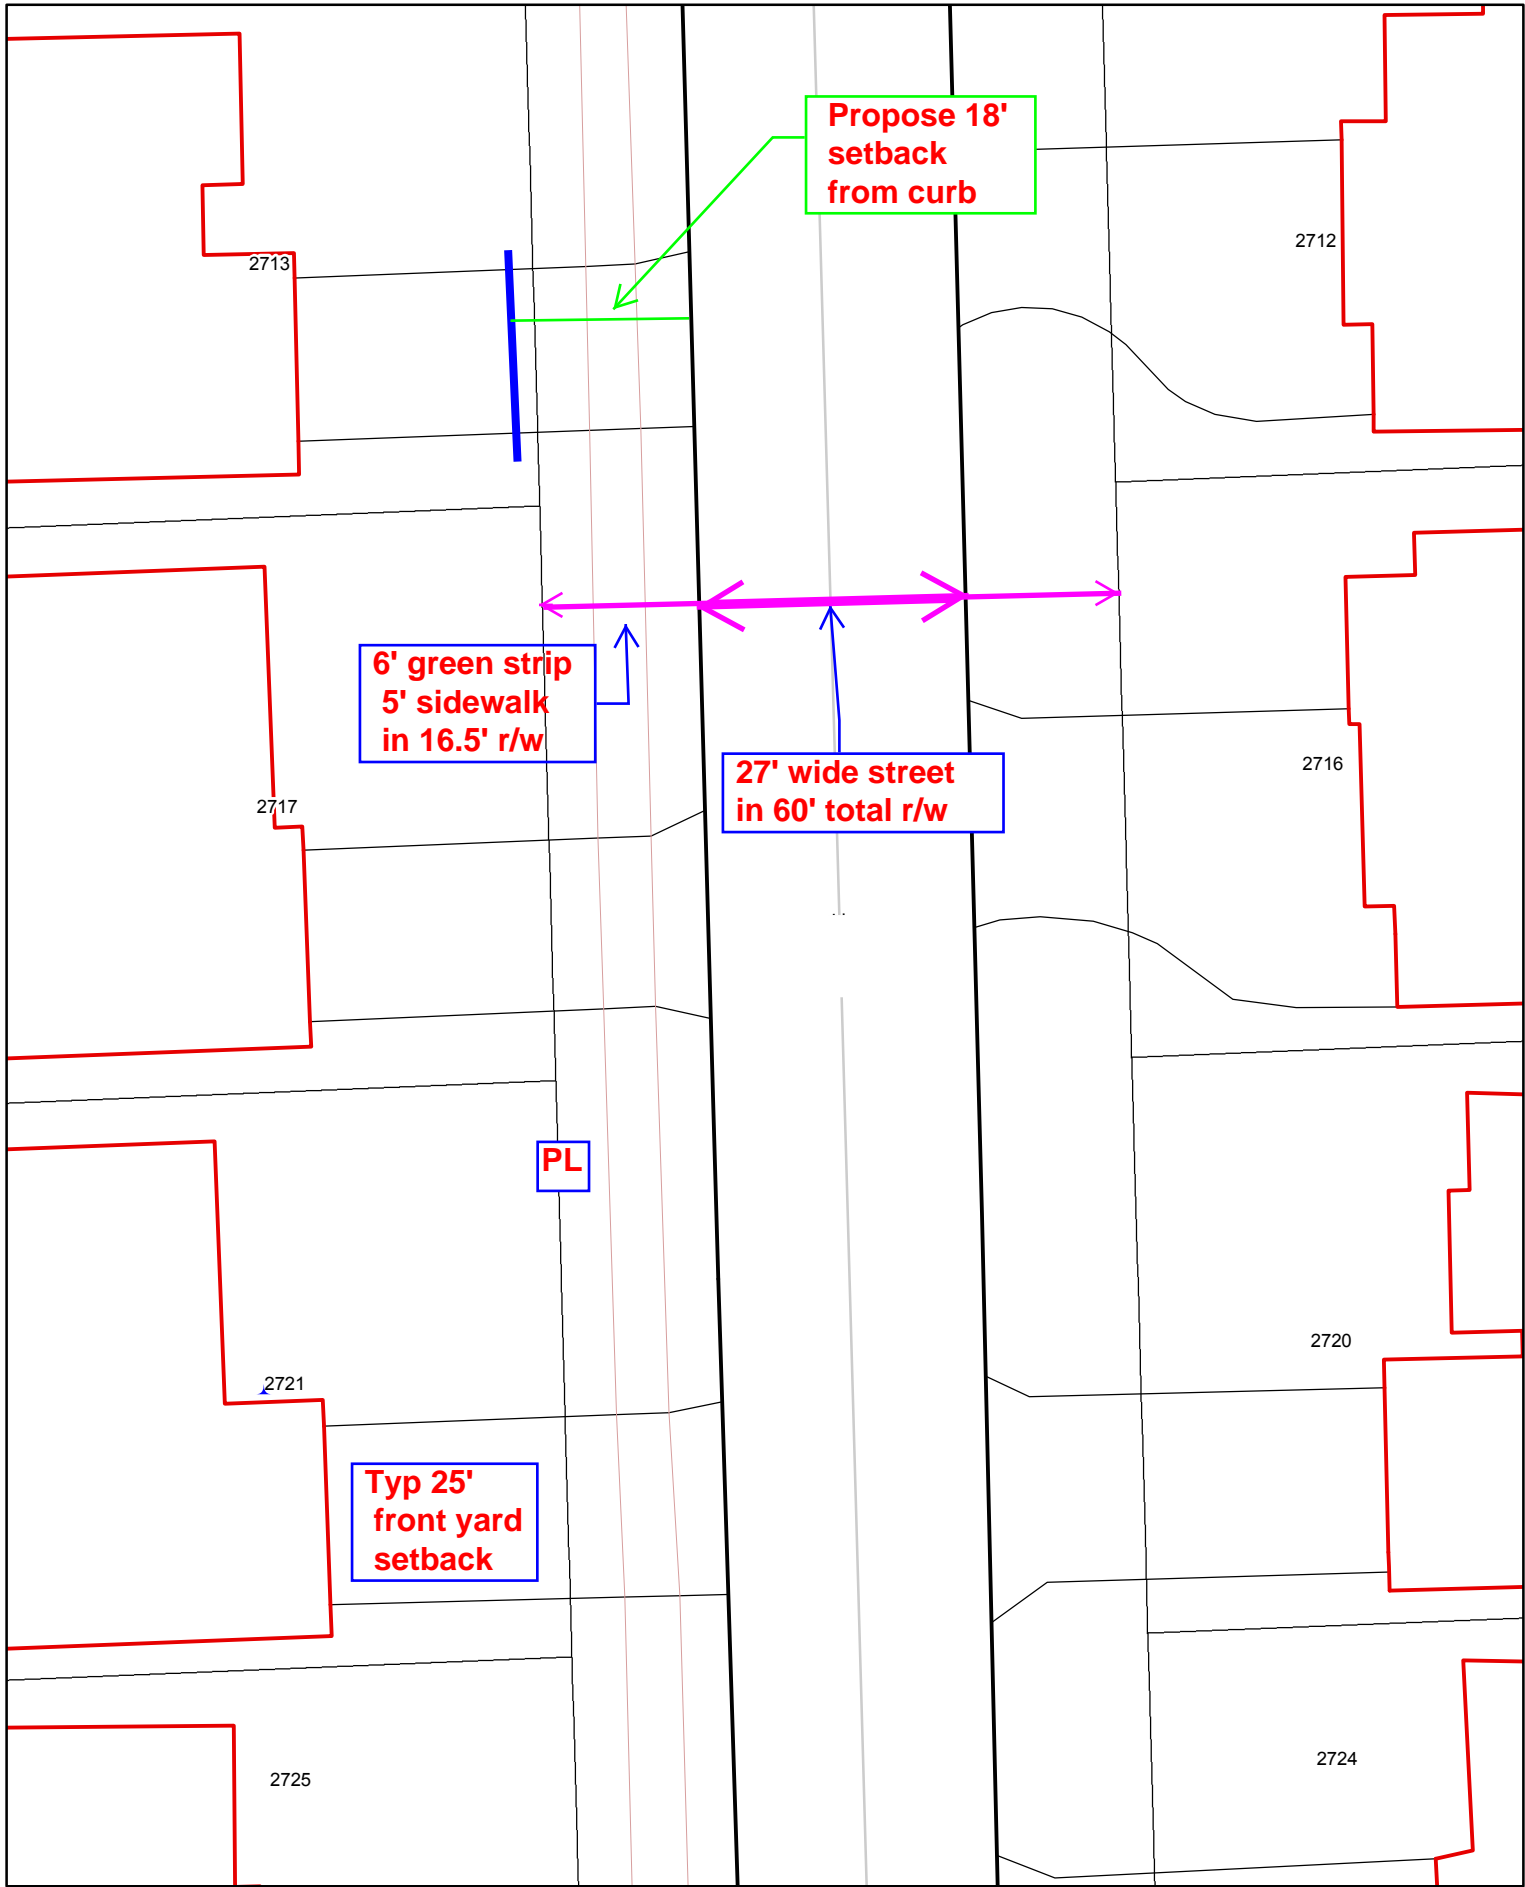 Propose 18'
setback
from curb
2712
2713
6' green strip
5' sidewalk
in 16.5' r/w
27' wide street
in 60' total r/w
2716
2717
PL
2720
2721
Typ 25'
front yard
setback
2724
2725